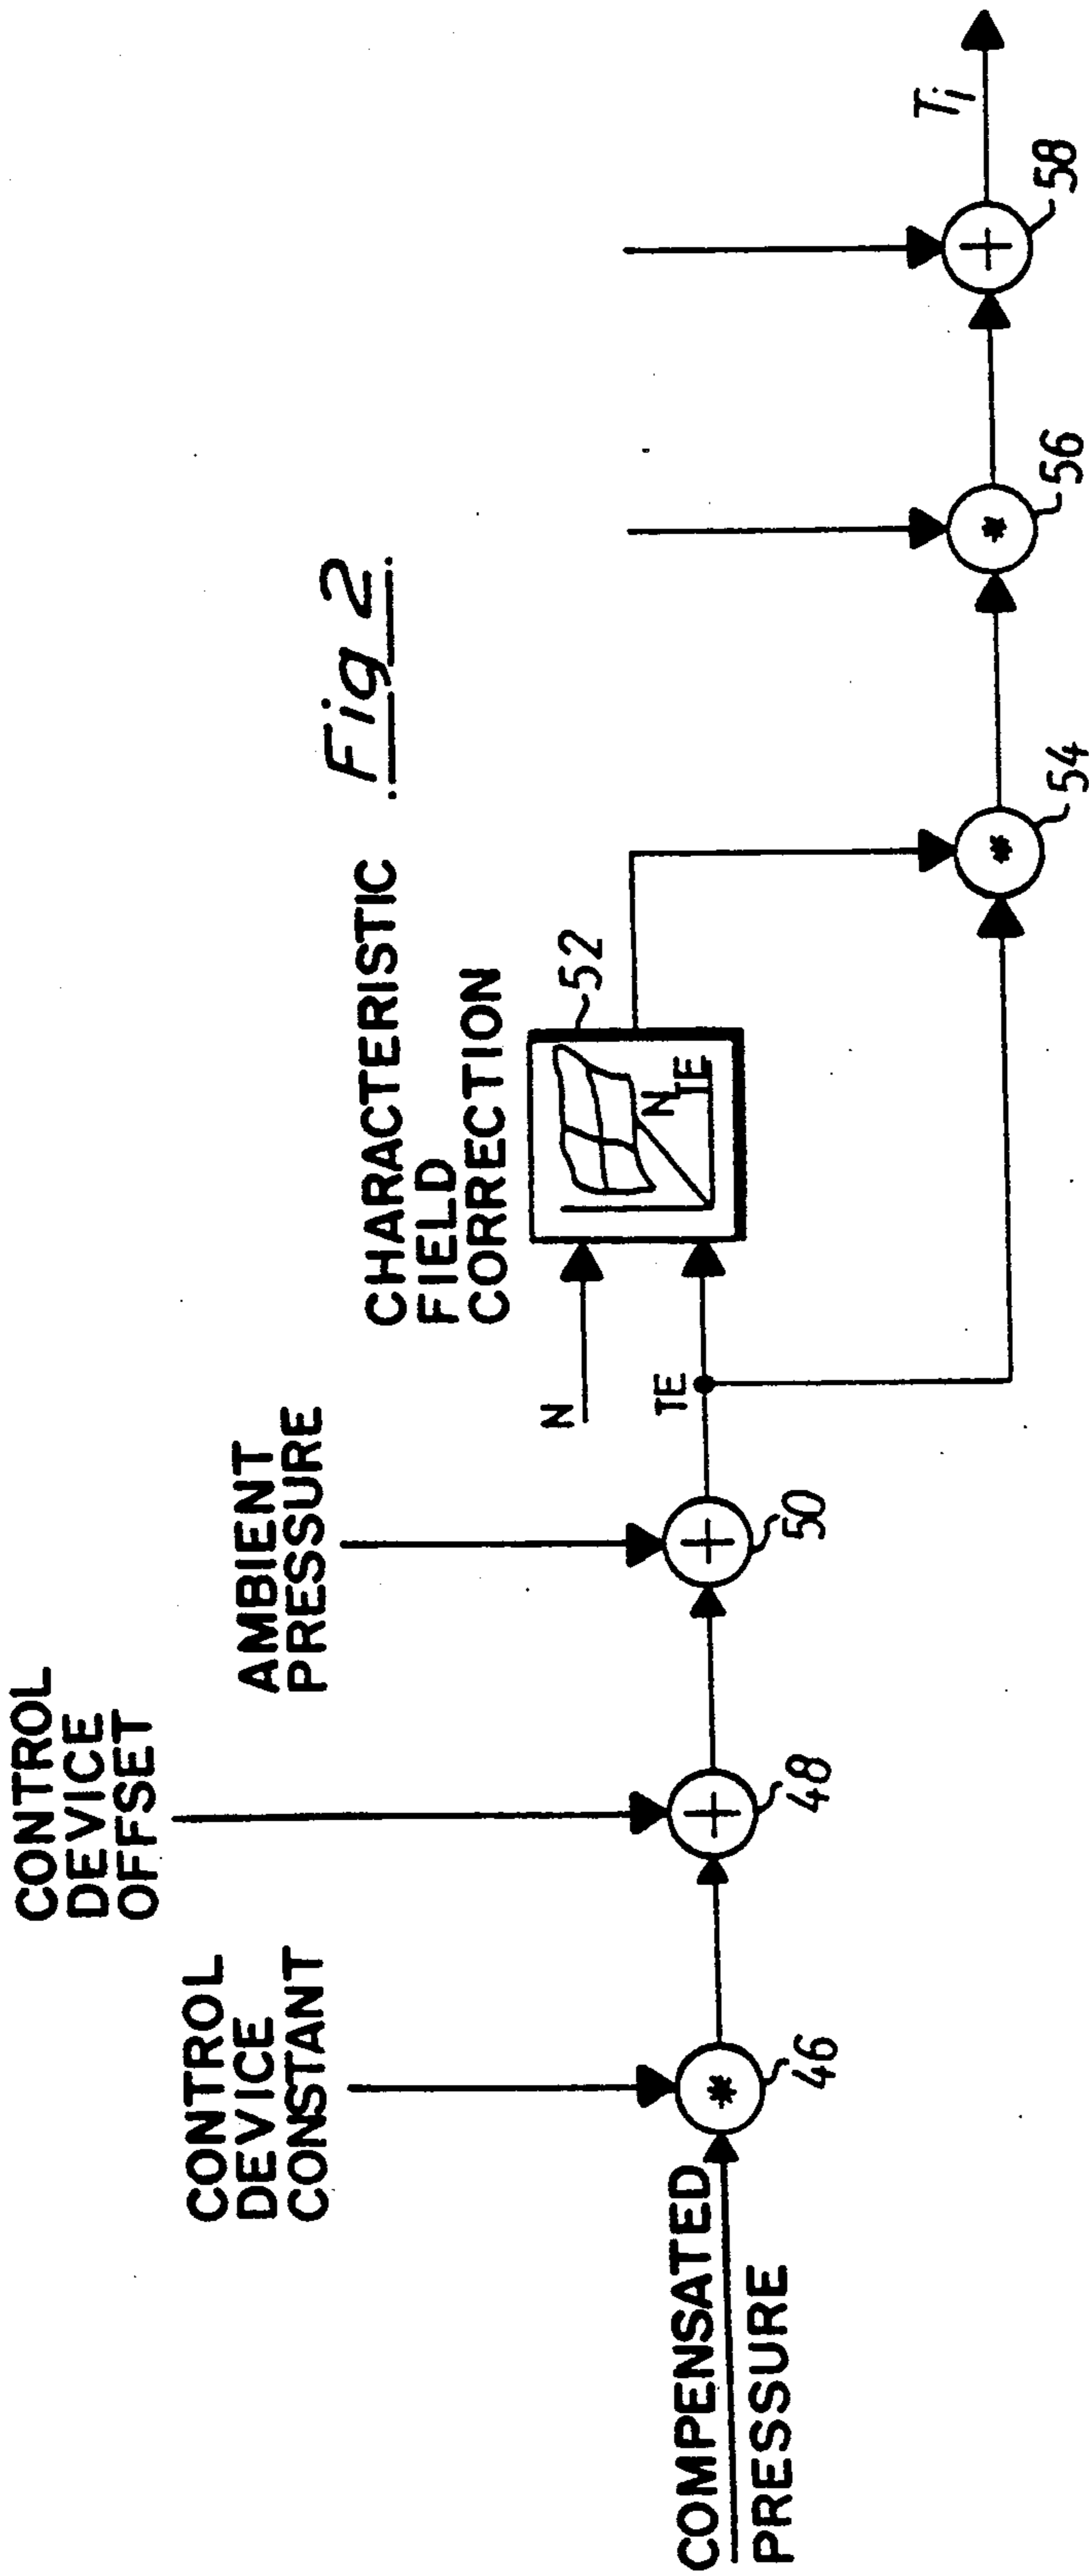 Fig 2
CONTROL
DEVICE
OFFSET
CONTROL
DEVICE
CONSTANT
AMBIENT
PRESSURE
CHARACTERISTIC
FIELD
CORRECTION
COMPENSATED
PRESSURE
*
46
+
48
+
50
TE
N
N
TE
52
*
54
*
56
+
58
Ti